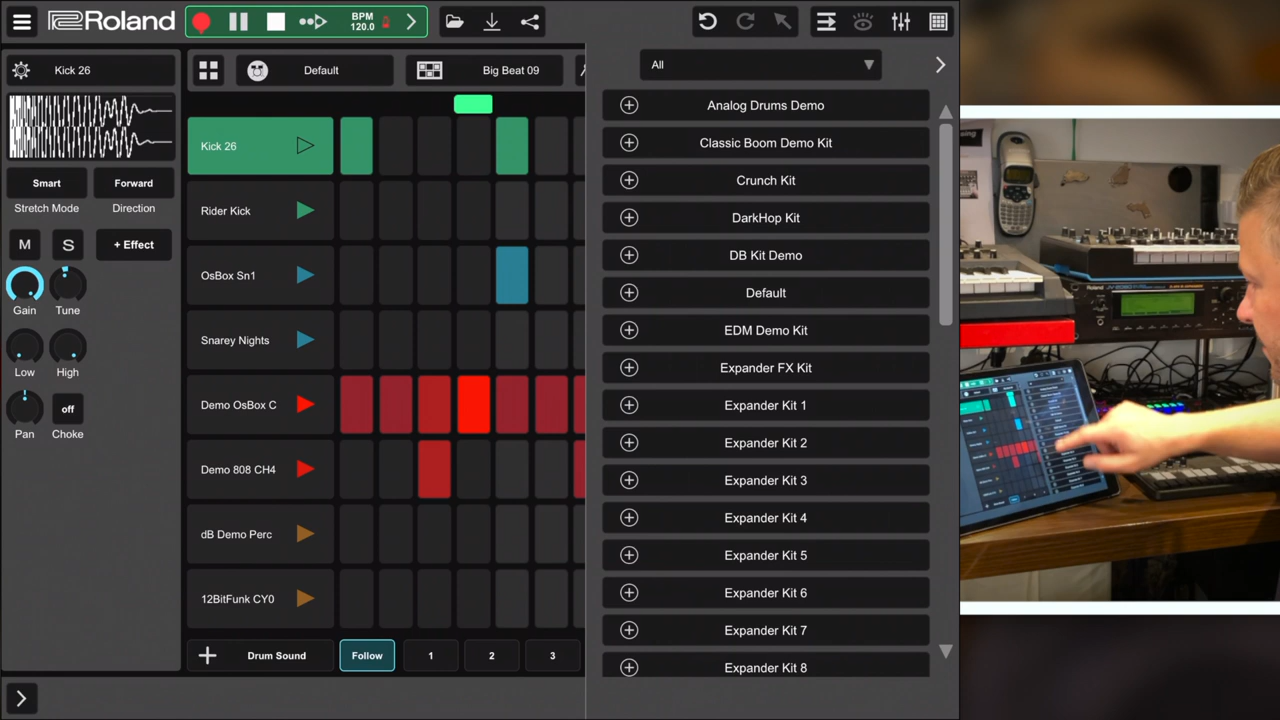 Roland
BPM
120.0
Kick 26
Default
Big Beat 09
All
Smart
Forward
Stretch Mode
Direction
M
S
+ Effect
Gain
Tune
Low
High
Pan
off
Choke
Kick 26
Rider Kick
OsBox Sn1
Snarey Nights
Demo OsBox C
Demo 808 CH4
dB Demo Perc
12BitFunk CY0
Drum Sound
Follow
1
2
3
Analog Drums Demo
Classic Boom Demo Kit
Crunch Kit
DarkHop Kit
DB Kit Demo
Default
EDM Demo Kit
Expander FX Kit
Expander Kit 1
Expander Kit 2
Expander Kit 3
Expander Kit 4
Expander Kit 5
Expander Kit 6
Expander Kit 7
Expander Kit 8
Roland